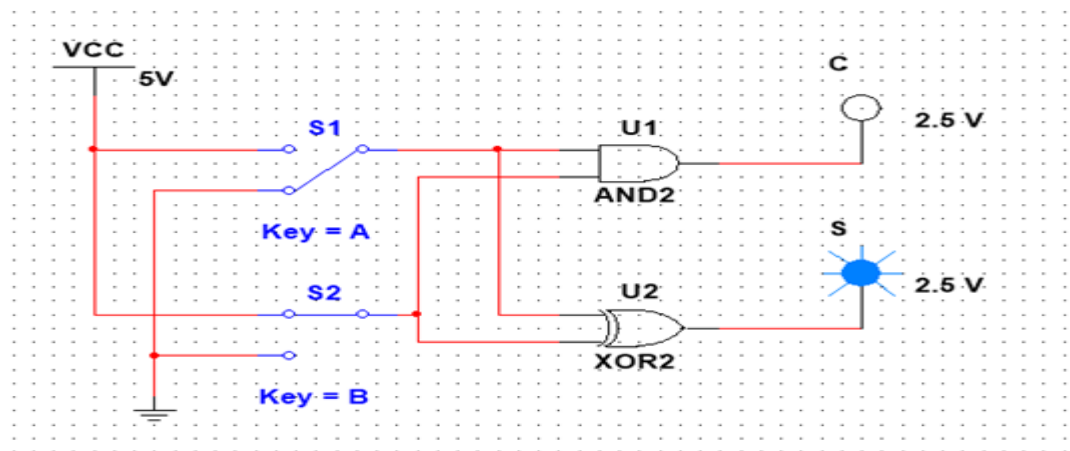 VCC
5V
C
S1
U1
2.5 V
AND2
Key = A
S
S2
U2
2.5 V
XOR2
Key = B